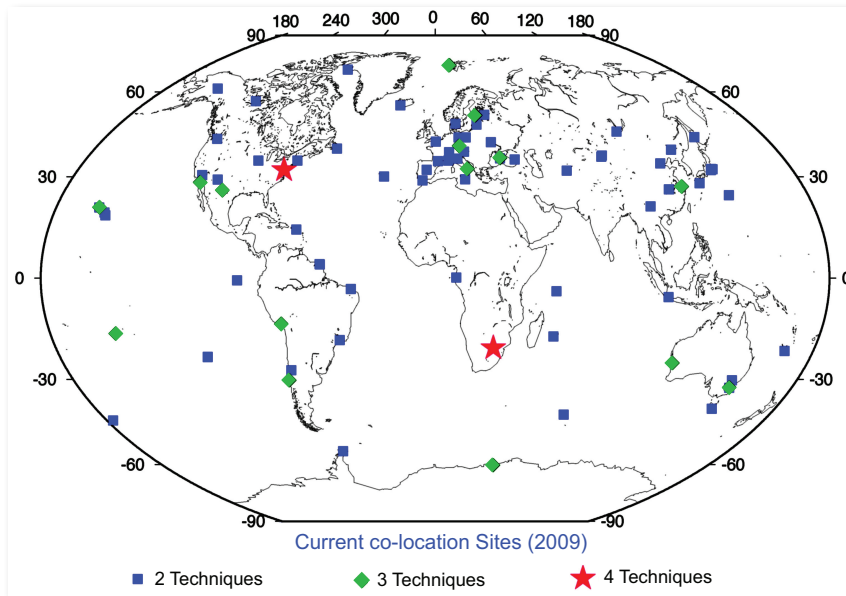 180 240 300 0 60 120 180
90 90
60 60
30 30
0 0
-30 -30
-60 -60
-90 -90
Current co-location Sites (2009)
2 Techniques 3 Techniques 4 Techniques